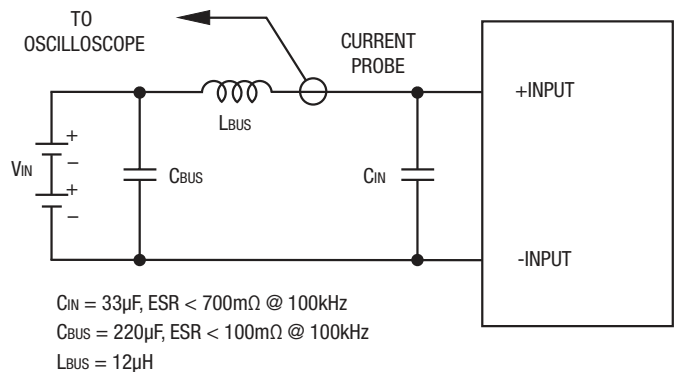 TO
OSCILLOSCOPE
CURRENT
PROBE
+INPUT
LBUS
VIN
+
–
+
–
CBUS
CIN
-INPUT
CIN = 33µF, ESR < 700mΩ @ 100kHz
CBUS = 220µF, ESR < 100mΩ @ 100kHz
LBUS = 12µH